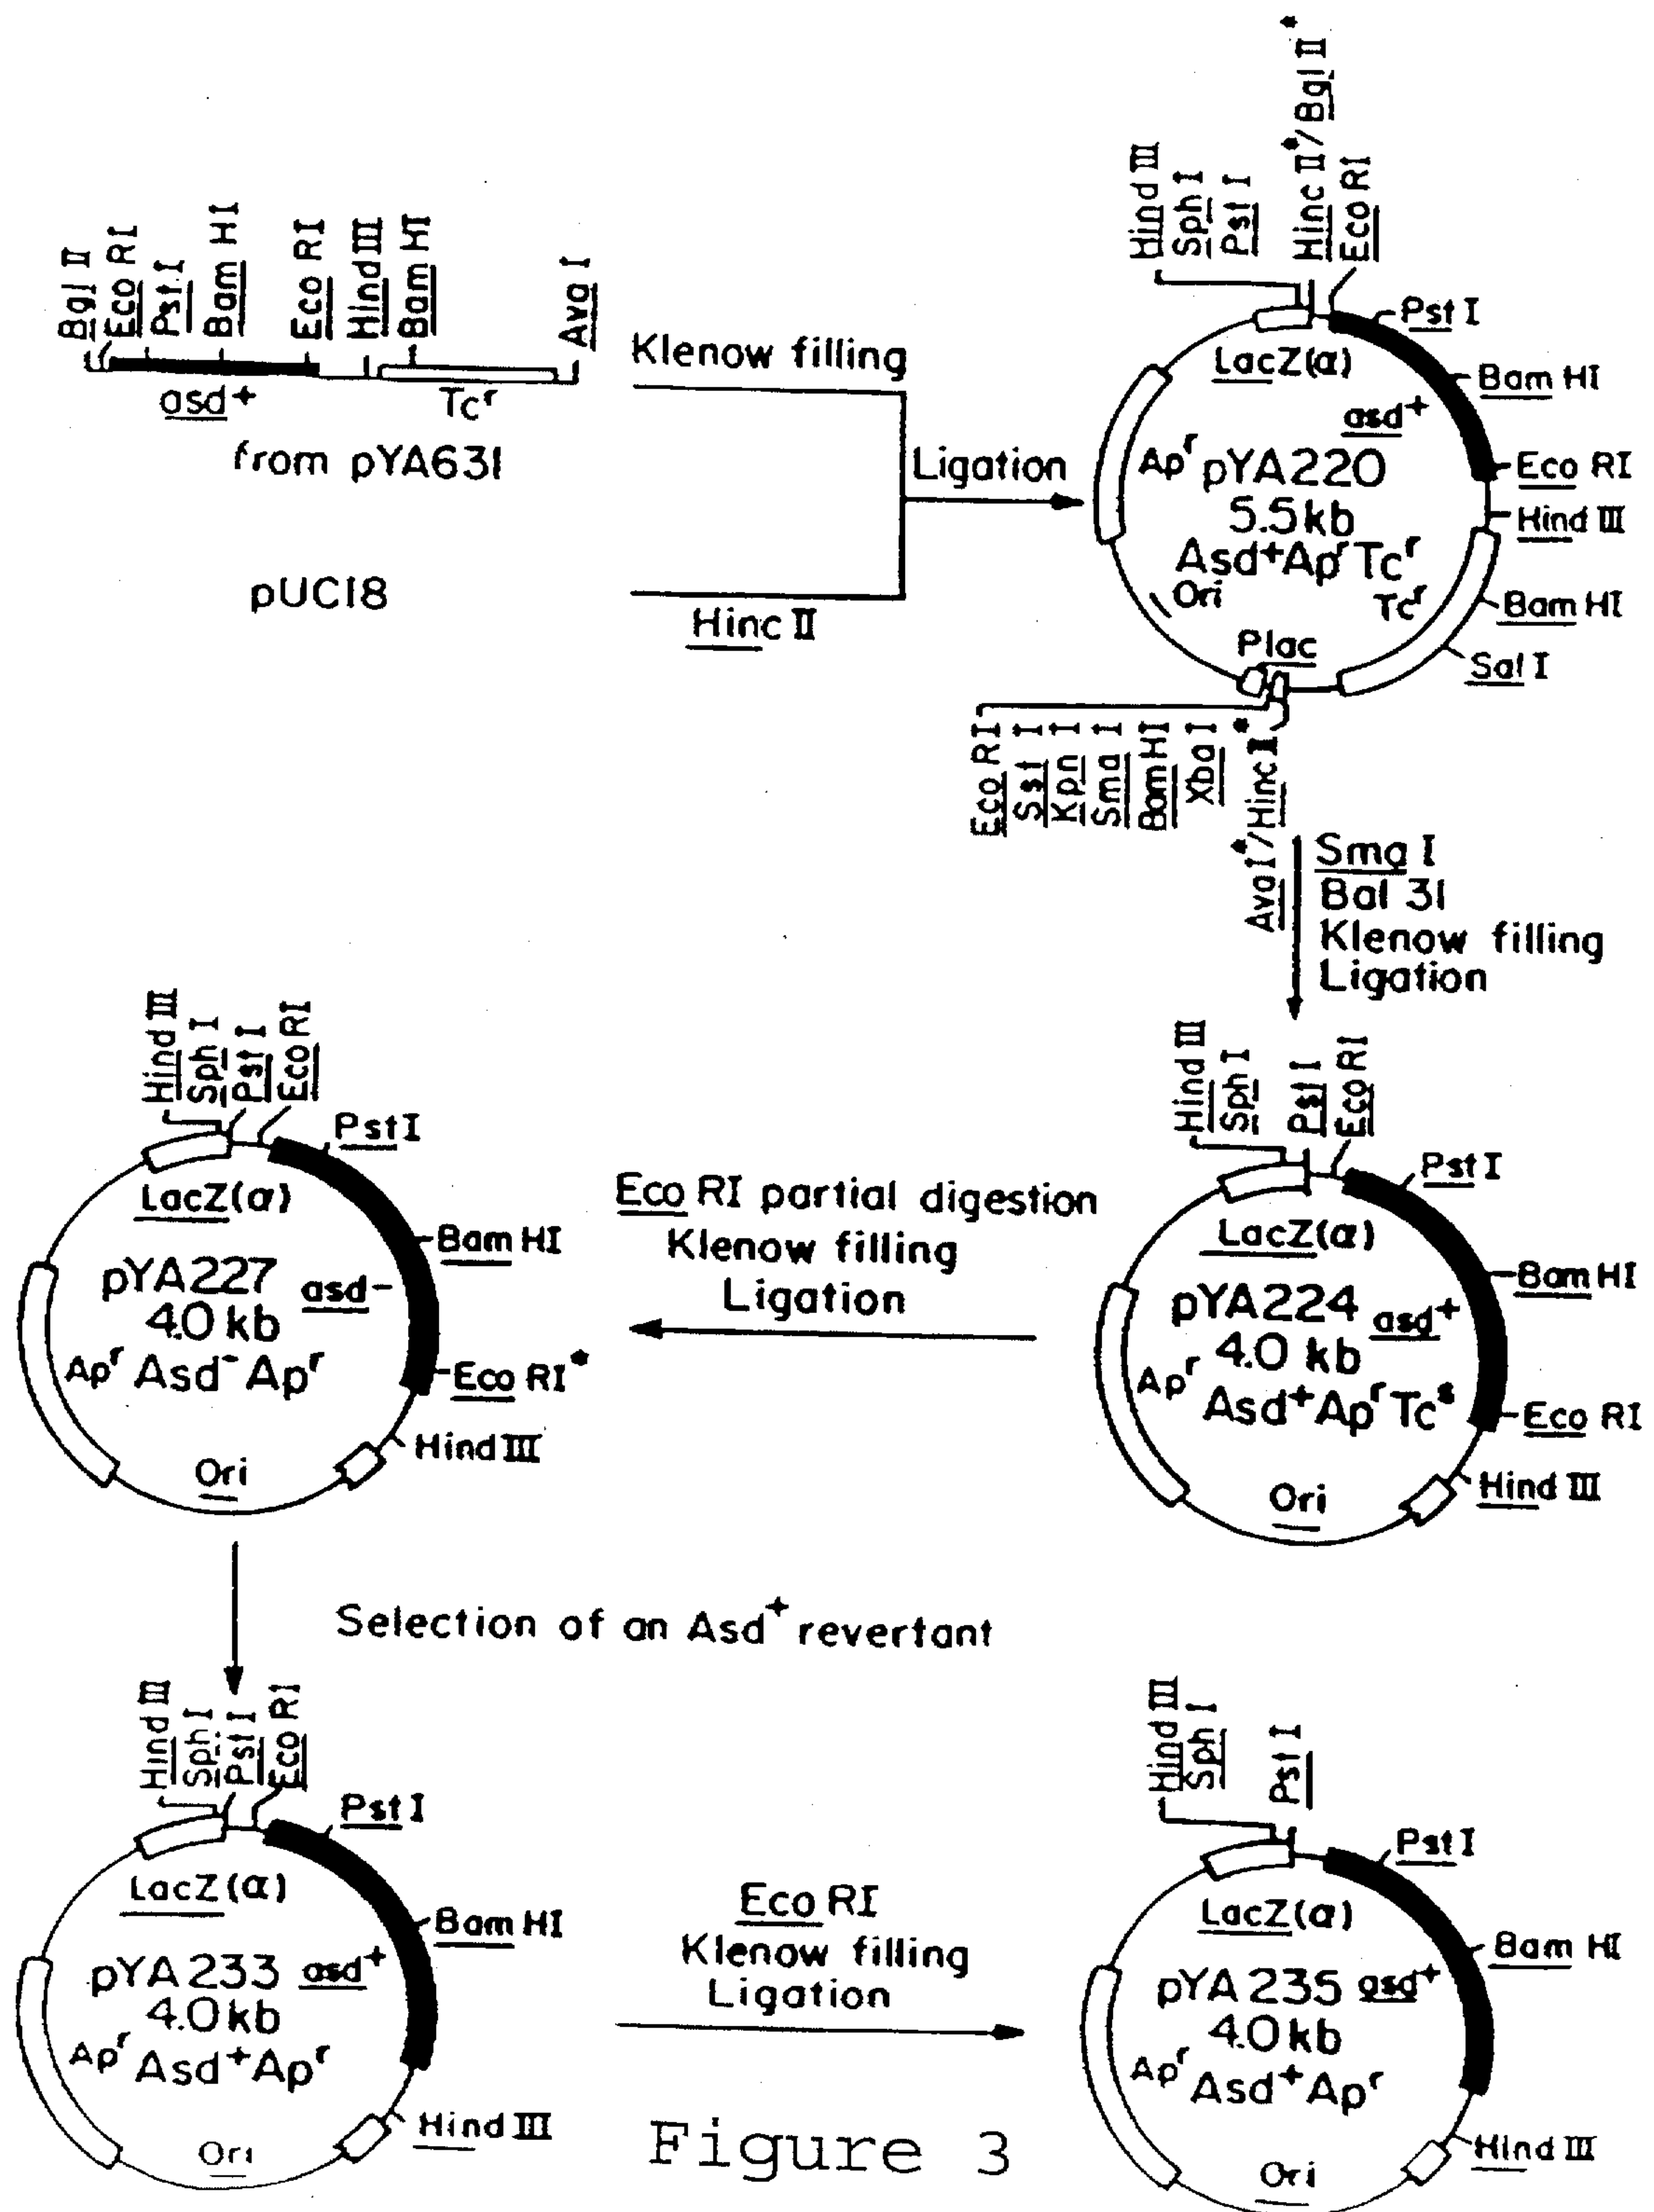 Bgl II
Eco RI
Pst I
Bam HI
Eco RI
Hind III
Bam HI
Ava I
asd+
Tcʳ
from pYA631
pUC18
Klenow filling
Hinc II
Ligation
Hind III
Sph I
Pst I
Hinc II*/Bgl II*
Eco RI
Pst I
Bam HI
Eco RI
Hind III
Bam HI
Sal I
LacZ(α)
asd+
Apʳ
pYA220
5.5kb
Asd+ApʳTcʳ
Ori
Tcʳ
Plac
Eco RI
Sst I
Kpn I
Sma I
Bam HI
Xba I
Ava I*/Hinc II*
Sma I
Bal 31
Klenow filling
Ligation
Hind III
Sph I
Pst I
Eco RI
Pst I
Bam HI
Eco RI
Hind III
LacZ(α)
pYA224
asd+
4.0 kb
Apʳ
Asd+ApʳTcˢ
Ori
Eco RI partial digestion
Klenow filling
Ligation
Hind III
Sph I
Pst I
Eco RI
Pst I
Bam HI
Eco RI*
Hind III
LacZ(α)
pYA227
asd-
4.0 kb
Apʳ
Asd-Apʳ
Ori
Selection of an Asd+ revertant
Hind III
Sph I
Pst I
Eco RI
Pst I
Bam HI
Hind III
LacZ(α)
pYA233
asd+
4.0kb
Apʳ
Asd+Apʳ
Ori
Eco RI
Klenow filling
Ligation
Hind III
Sph I
Pst I
Pst I
Bam HI
Hind III
LacZ(α)
pYA235
asd+
4.0kb
Apʳ
Asd+Apʳ
Ori
Figure 3